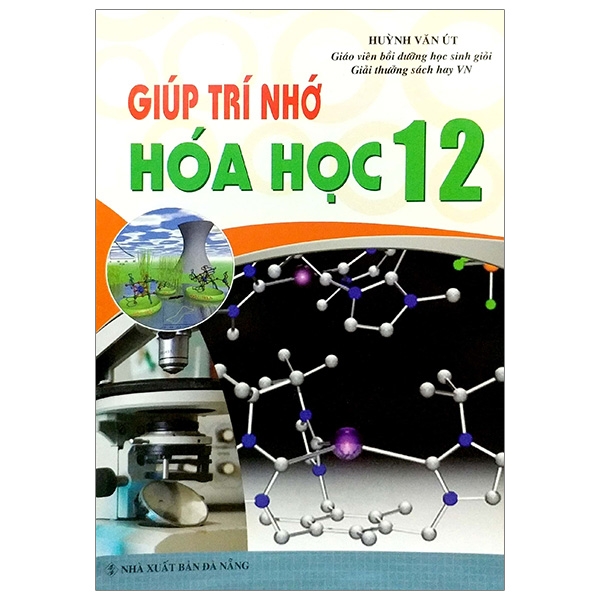 HUỲNH VĂN ÚT
Giáo viên bồi dưỡng học sinh giỏi
Giải thưởng sách hay VN
GIÚP TRÍ NHỚ
HÓA HỌC 12
NHÀ XUẤT BẢN ĐÀ NẴNG